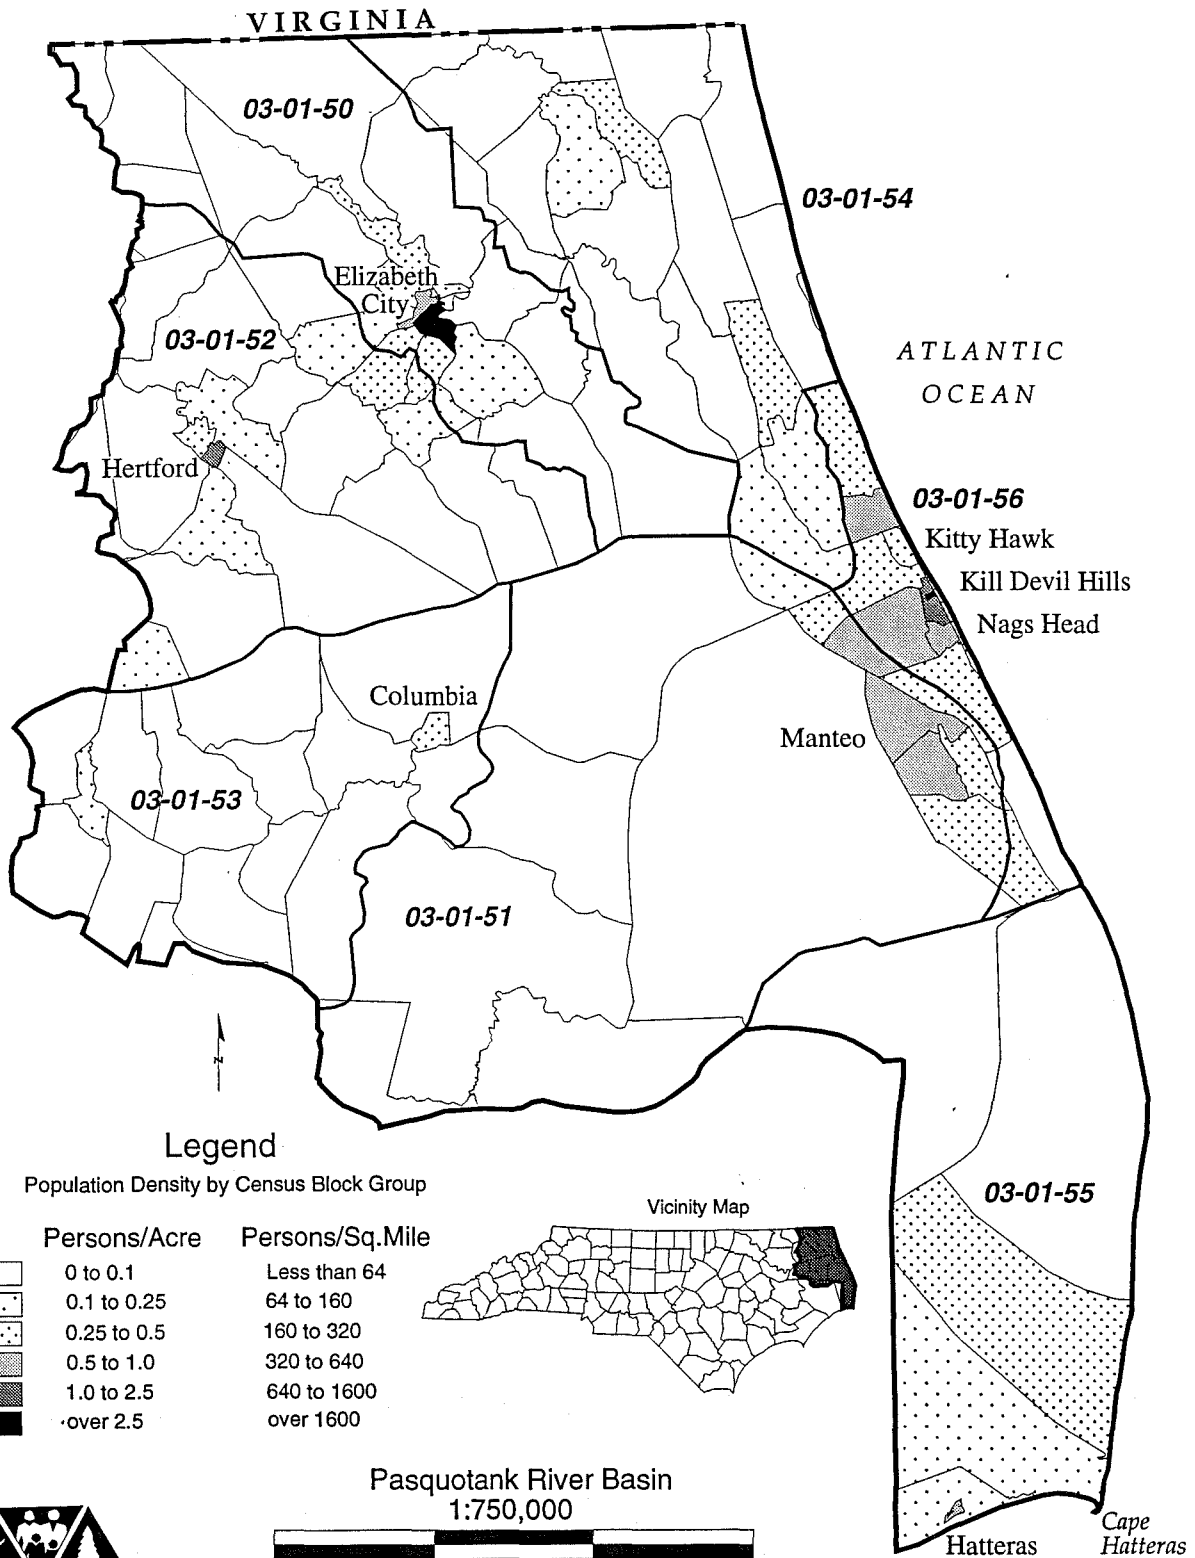 VIRGINIA
03-01-50
03-01-54
Elizabeth
City
03-01-52
ATLANTIC
OCEAN
Hertford
03-01-56
Kitty Hawk
Kill Devil Hills
Nags Head
Columbia
Manteo
03-01-53
03-01-51
N
Legend
Population Density by Census Block Group
Persons/Acre Persons/Sq.Mile
0 to 0.1 Less than 64
0.1 to 0.25 64 to 160
0.25 to 0.5 160 to 320
0.5 to 1.0 320 to 640
1.0 to 2.5 640 to 1600
over 2.5 over 1600
Vicinity Map
03-01-55
Pasquotank River Basin
1:750,000
Hatteras
Cape
Hatteras